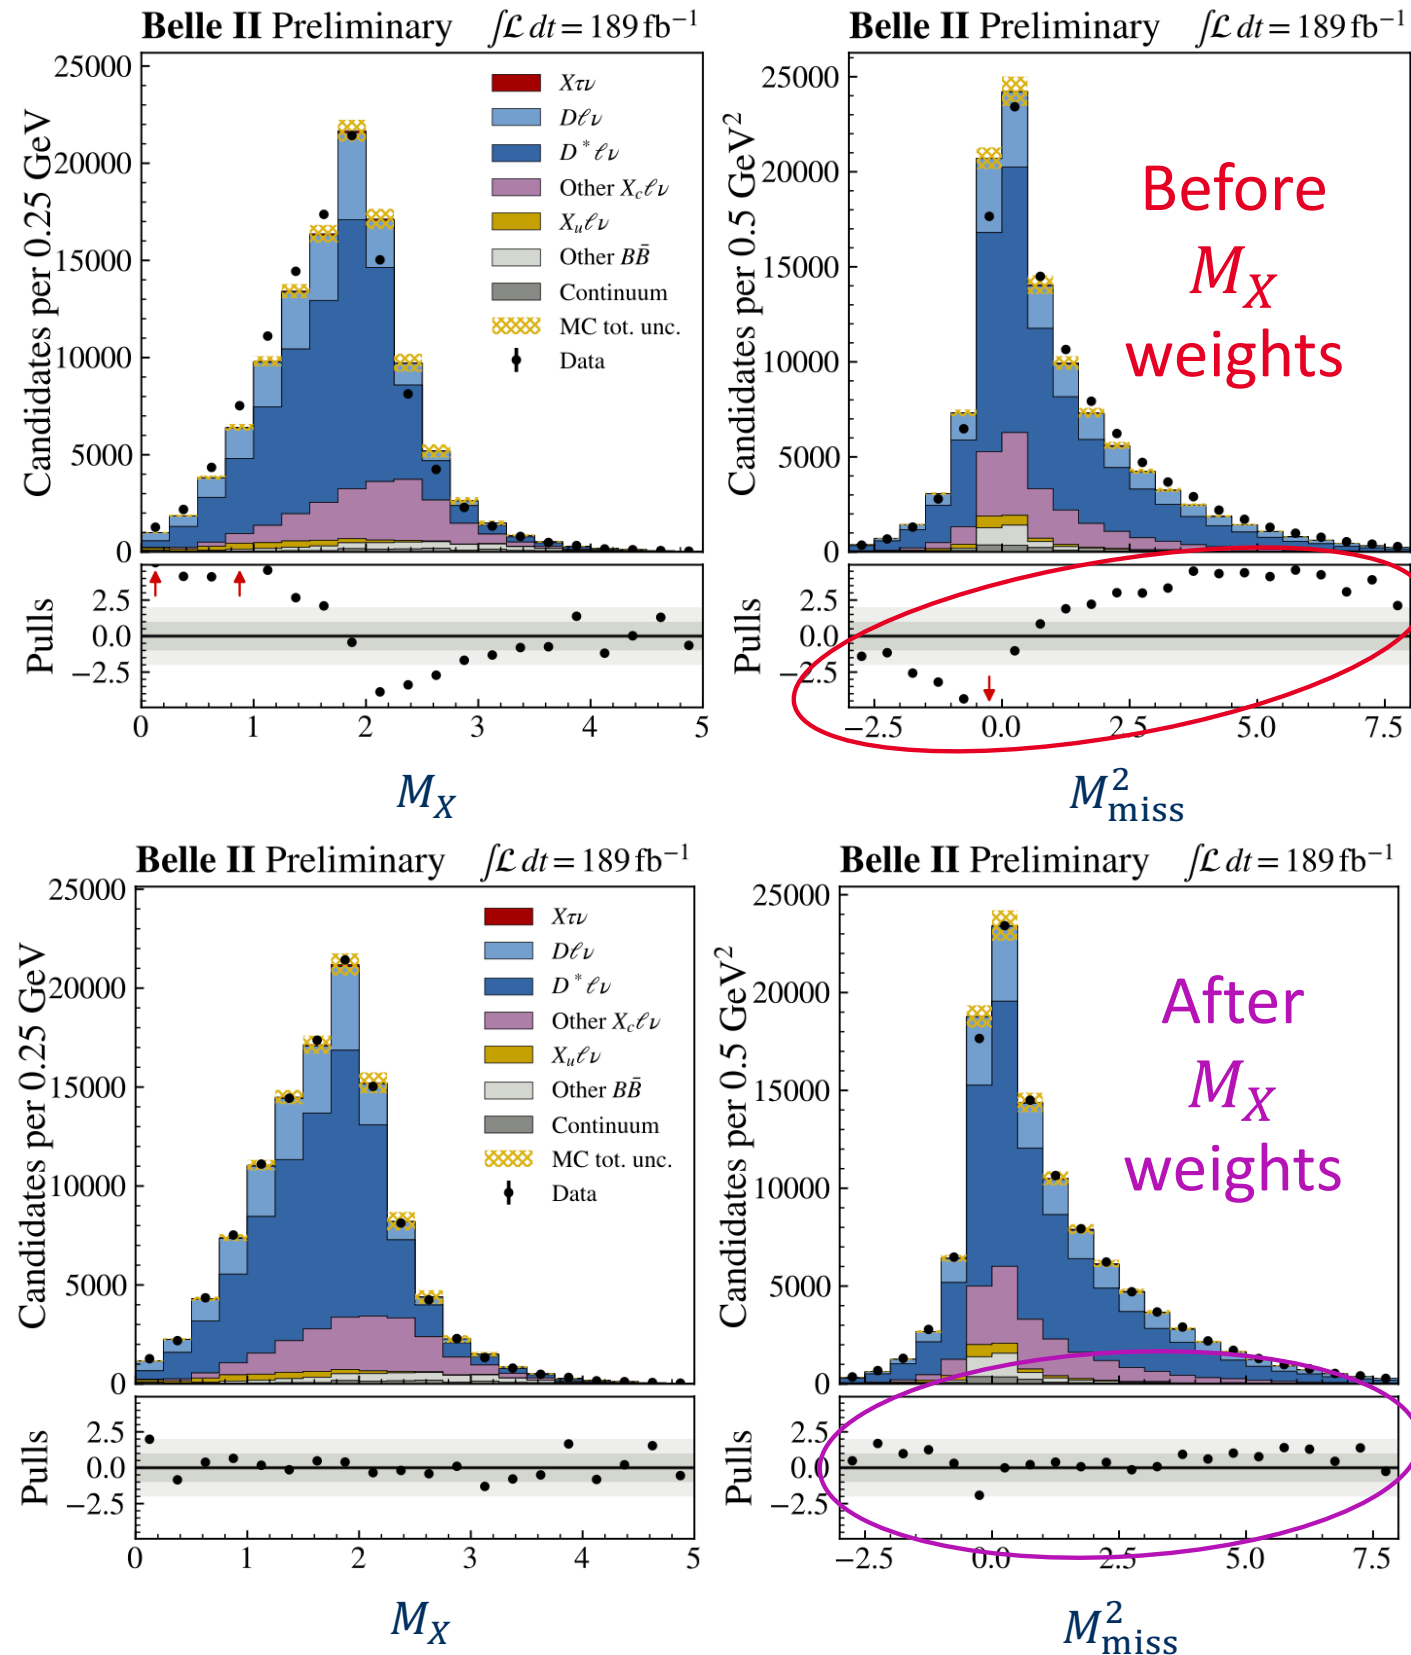 Belle II Preliminary ∫ℒ dt = 189 fb⁻¹
Candidates per 0.25 GeV
25000
20000
15000
10000
5000
0
Xτν
Dℓν
D*ℓν
Other X_cℓν
X_uℓν
Other BB̄
Continuum
MC tot. unc.
Data
Pulls
2.5
0.0
−2.5
0 1 2 3 4 5
M_X
Belle II Preliminary ∫ℒ dt = 189 fb⁻¹
Candidates per 0.5 GeV²
25000
20000
15000
10000
5000
0
Before
M_X
weights
Pulls
2.5
0.0
−2.5
−2.5 0.0 2.5 5.0 7.5
M²_miss
Belle II Preliminary ∫ℒ dt = 189 fb⁻¹
Candidates per 0.25 GeV
25000
20000
15000
10000
5000
0
Xτν
Dℓν
D*ℓν
Other X_cℓν
X_uℓν
Other BB̄
Continuum
MC tot. unc.
Data
Pulls
2.5
0.0
−2.5
0 1 2 3 4 5
M_X
Belle II Preliminary ∫ℒ dt = 189 fb⁻¹
Candidates per 0.5 GeV²
25000
20000
15000
10000
5000
0
After
M_X
weights
Pulls
2.5
0.0
−2.5
−2.5 0.0 2.5 5.0 7.5
M²_miss